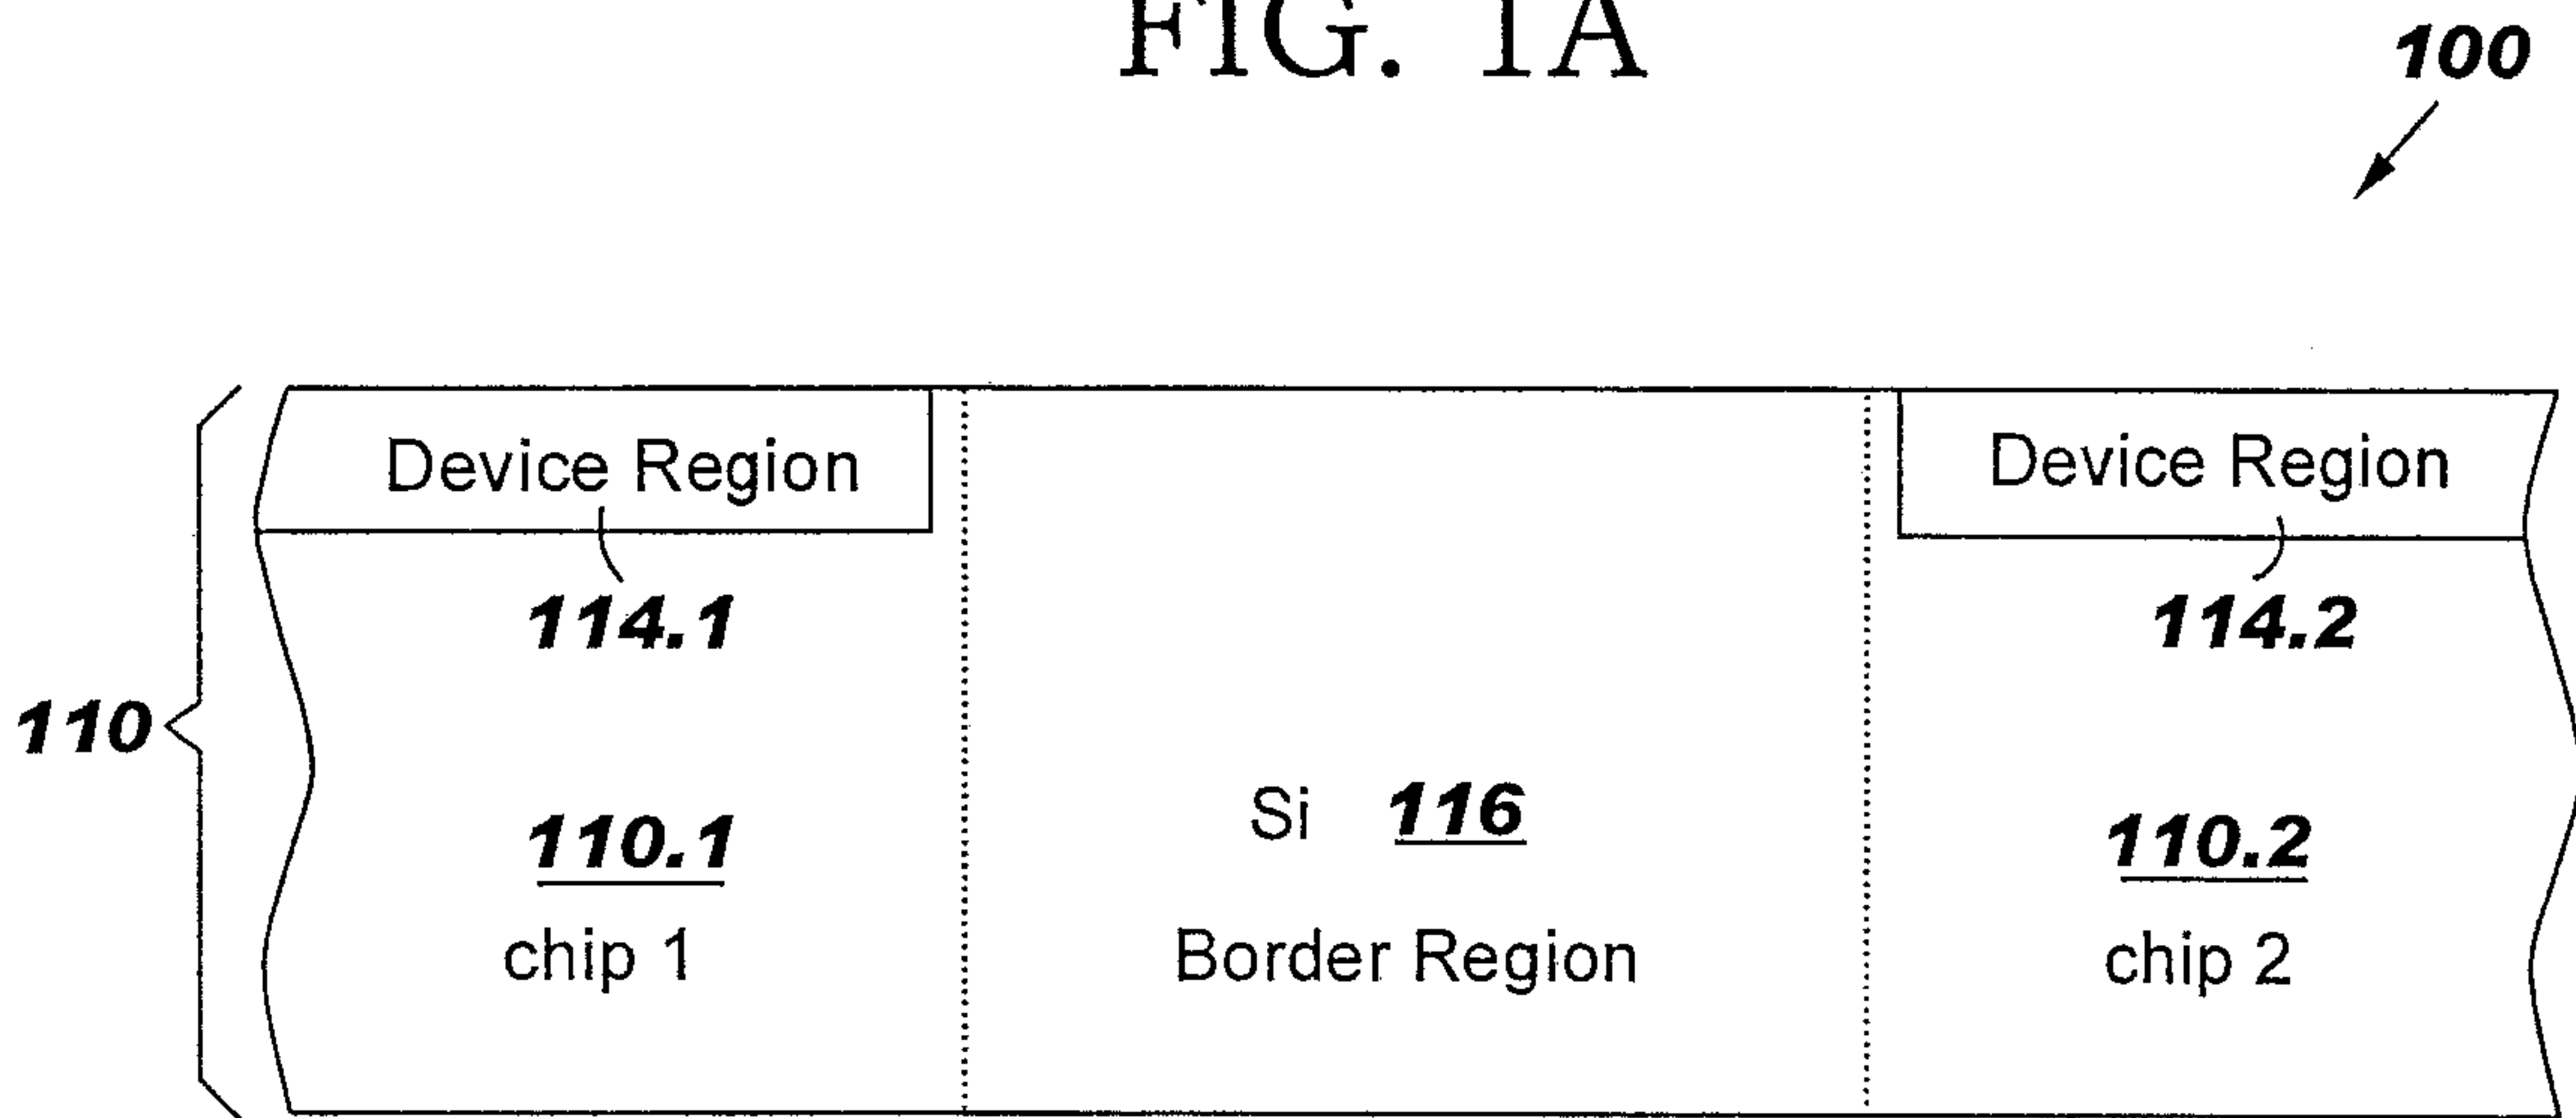 FIG. 1A
100
Device Region
Device Region
114.1
114.2
110
Si 116
110.1
110.2
chip 1
Border Region
chip 2